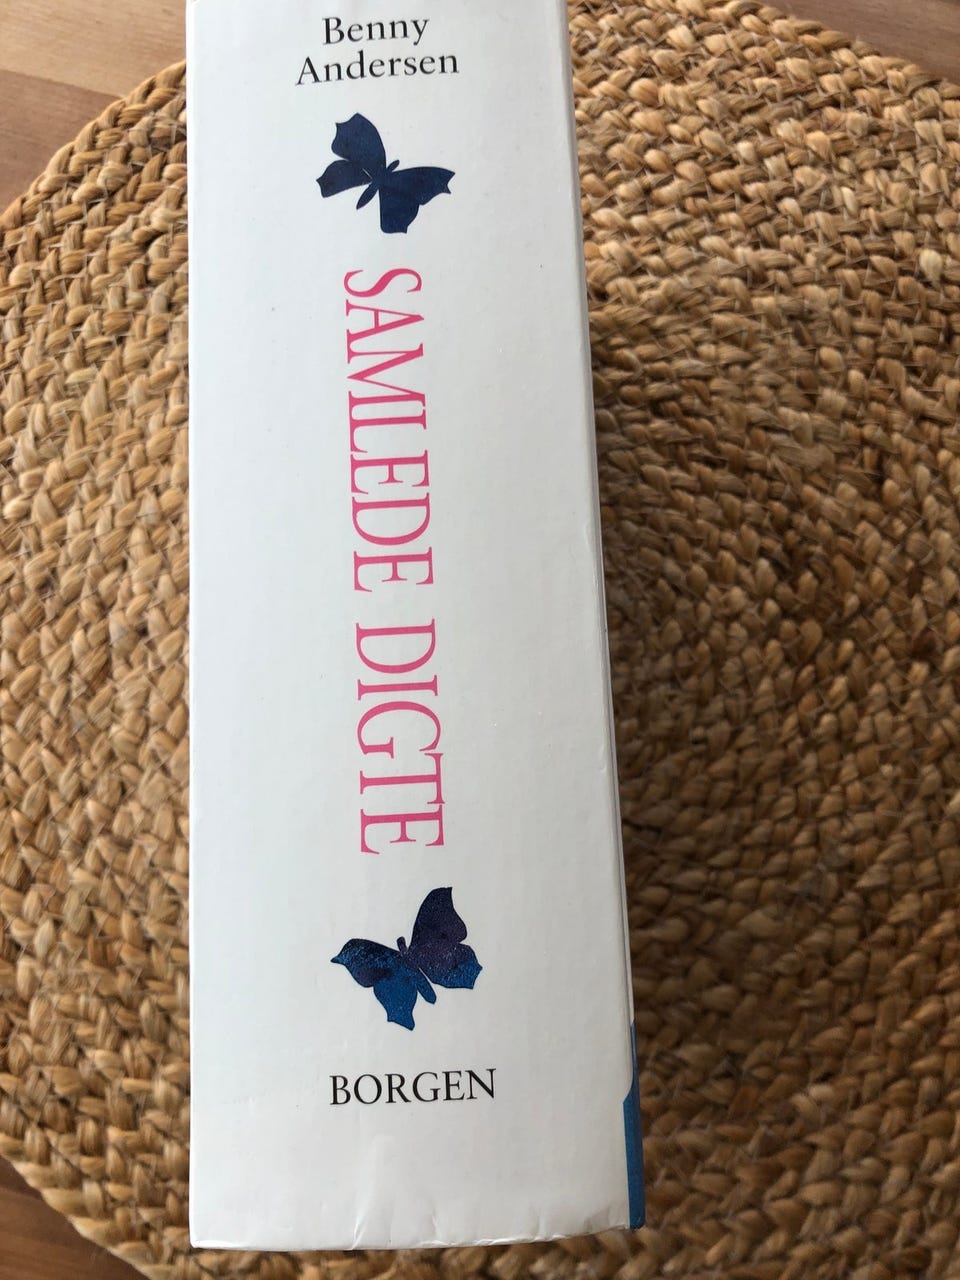 Benny
Andersen
SAMLEDE DIGTE
BORGEN